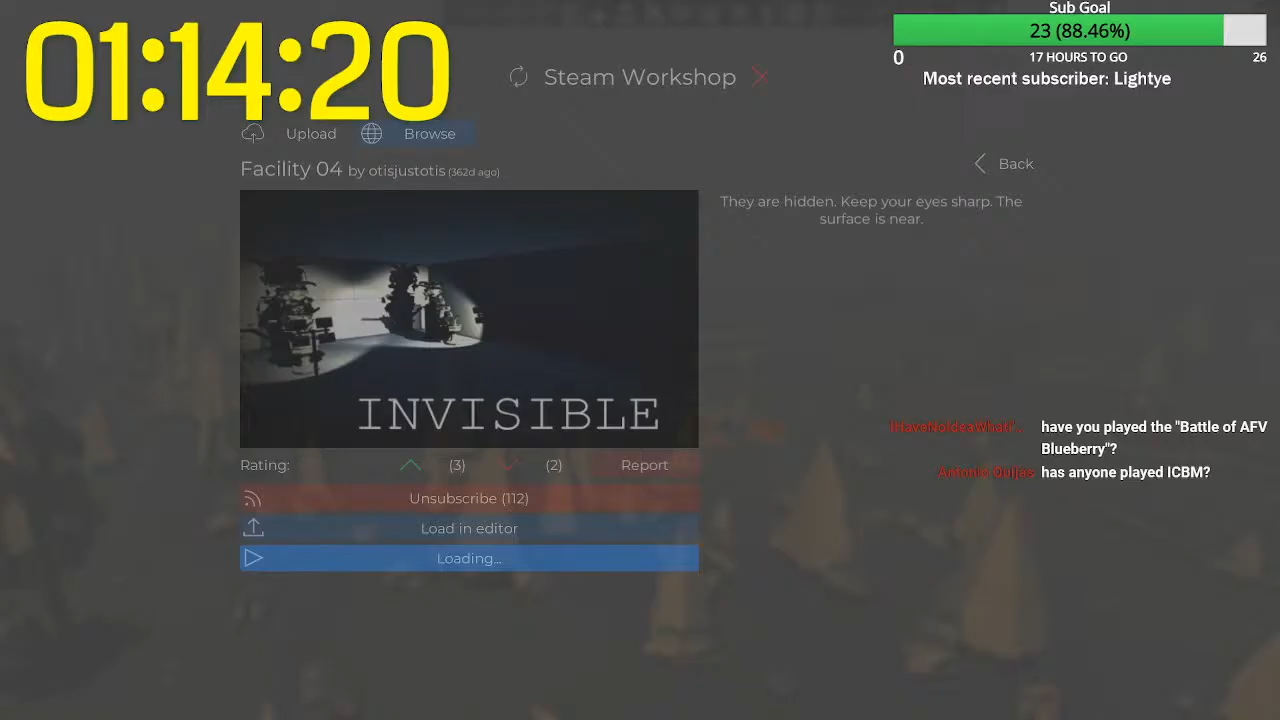 01:14:20
Sub Goal
23 (88.46%)
0
17 HOURS TO GO
26
Most recent subscriber: Lightye
Steam Workshop
Upload
Browse
Facility 04 by otisjustotis (362d ago)
Back
They are hidden. Keep your eyes sharp. The
surface is near.
INVISIBLE
Rating:
(3)
(2)
Report
Unsubscribe (112)
Load in editor
Loading...
have you played the "Battle of AFV
Blueberry"?
Antonio Quijas has anyone played ICBM?